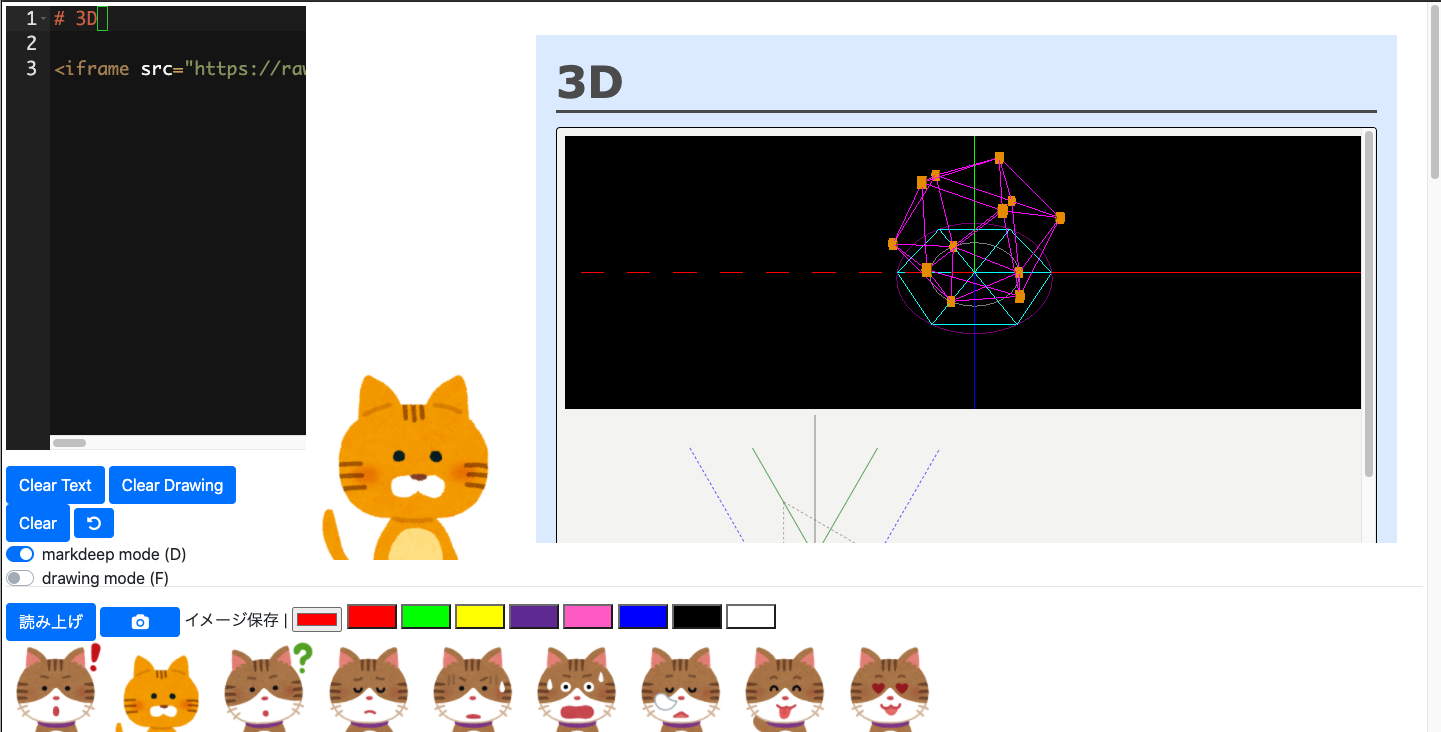 1 # 3D
2
3 <iframe src="https://raw
3D
Clear Text Clear Drawing
Clear
markdeep mode (D)
drawing mode (F)
読み上げ イメージ保存 |